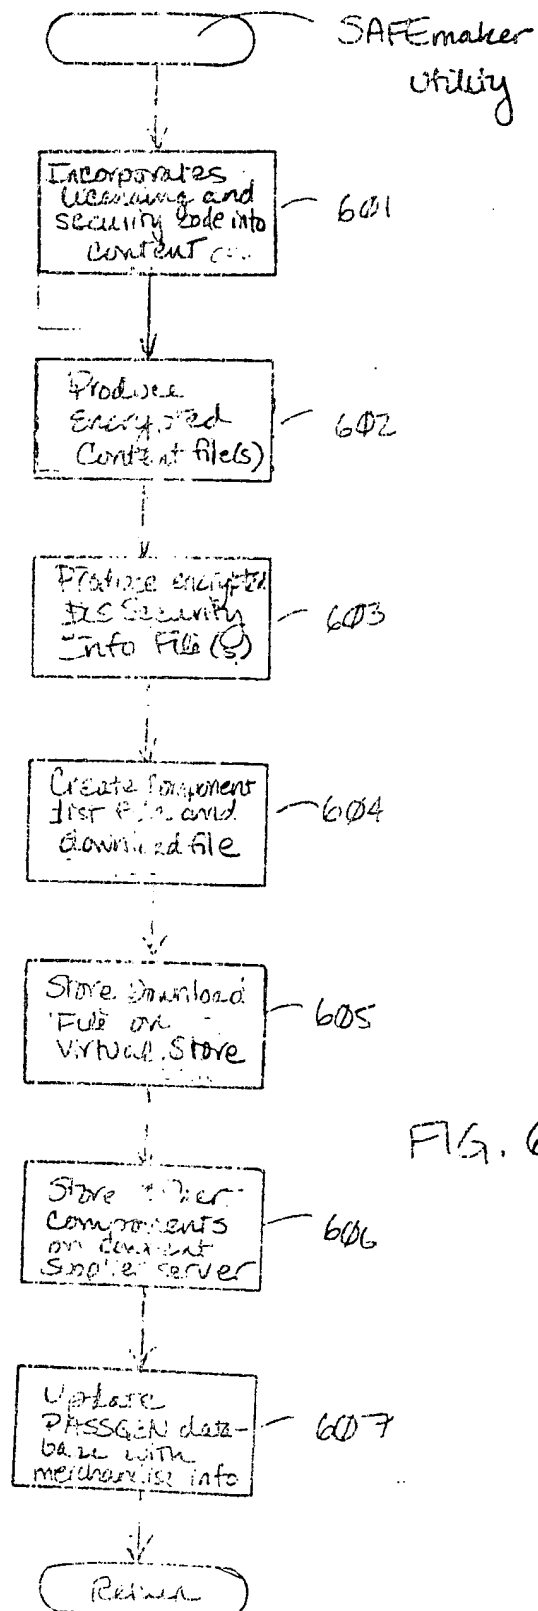 SAFEmaker
utility
Incorporates
licensing and
security code into
content
601
Produce
Encrypted
Content file(s)
602
Produce encrypted
Security
Info File(s)
603
Create Component
list file and
download file
604
Store Download
File on
Virtual Store
605
FIG. 6
Store other
components
on content
supplier server
606
Update
PASSGEN data-
base with
merchandise info
607
Return